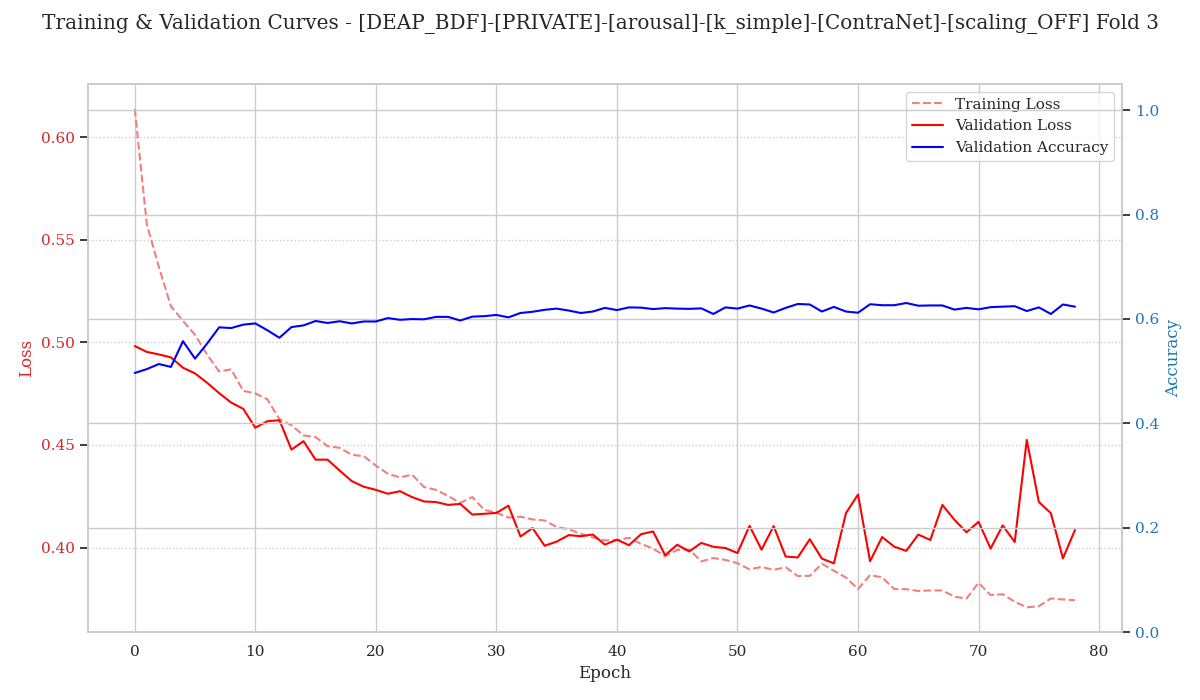 Training & Validation Curves - [DEAP_BDF]-[PRIVATE]-[arousal]-[k_simple]-[ContraNet]-[scaling_OFF] Fold 3
Training Loss
Validation Loss
Validation Accuracy
0.60
0.55
0.50
0.45
0.40
Loss
1.0
0.8
0.6
0.4
0.2
0.0
Accuracy
0 10 20 30 40 50 60 70 80
Epoch